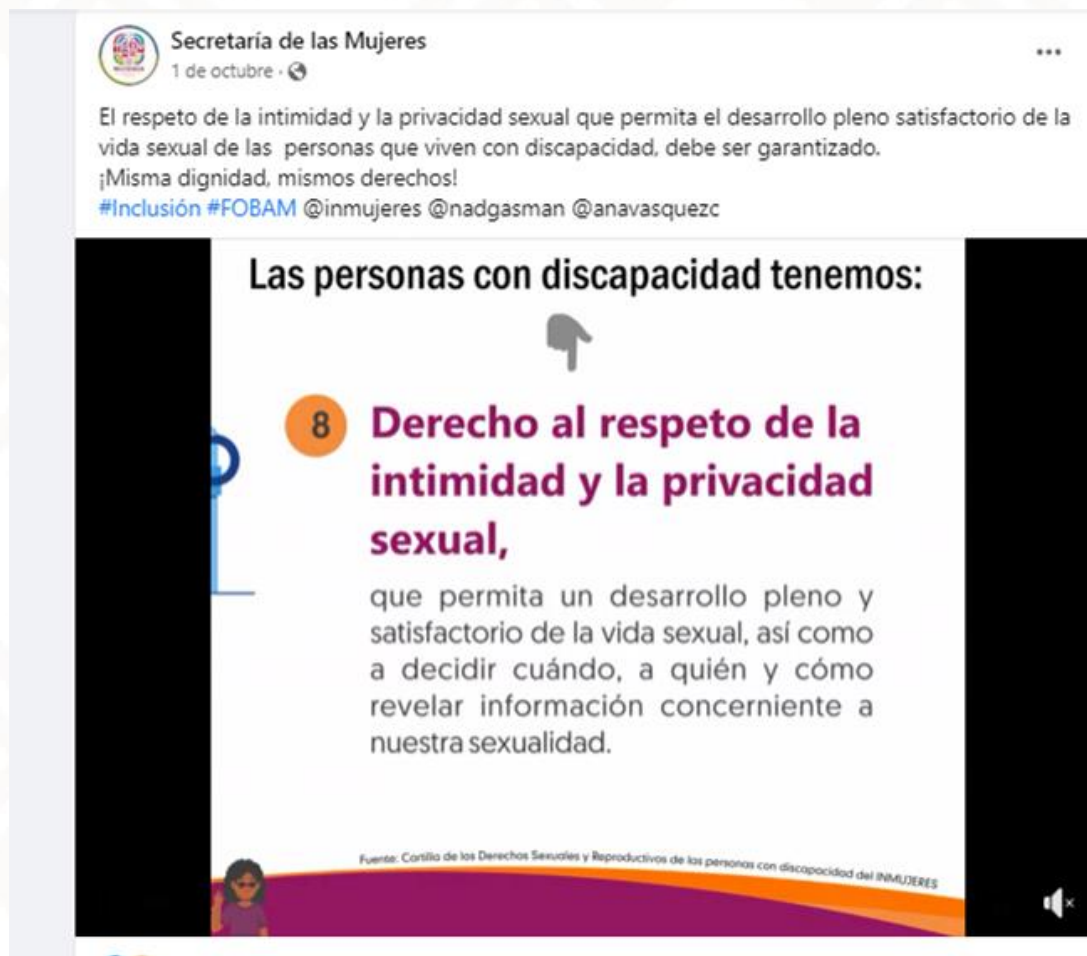 Secretaría de las Mujeres
1 de octubre ·
El respeto de la intimidad y la privacidad sexual que permita el desarrollo pleno satisfactorio de la
vida sexual de las personas que viven con discapacidad, debe ser garantizado.
¡Misma dignidad, mismos derechos!
#Inclusión #FOBAM @inmujeres @nadgasman @anavasquezc
Las personas con discapacidad tenemos:
8 Derecho al respeto de la
intimidad y la privacidad
sexual,
que permita un desarrollo pleno y
satisfactorio de la vida sexual, así como
a decidir cuándo, a quién y cómo
revelar información concerniente a
nuestra sexualidad.
Fuente: Cartilla de los Derechos Sexuales y Reproductivos de las personas con discapacidad del INMUJERES